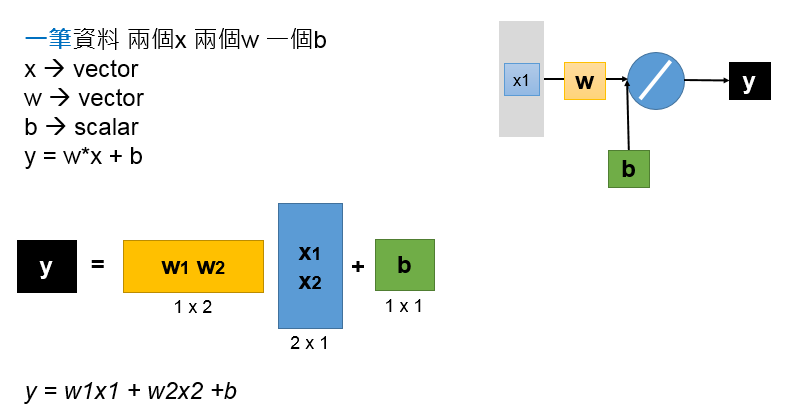 一筆資料 兩個x 兩個w 一個b
x → vector
w → vector
b → scalar
y = w*x + b
x1
w
y
b
y = w1 w2 x1 + b
x2
1 x 2
1 x 1
2 x 1
y = w1x1 + w2x2 +b